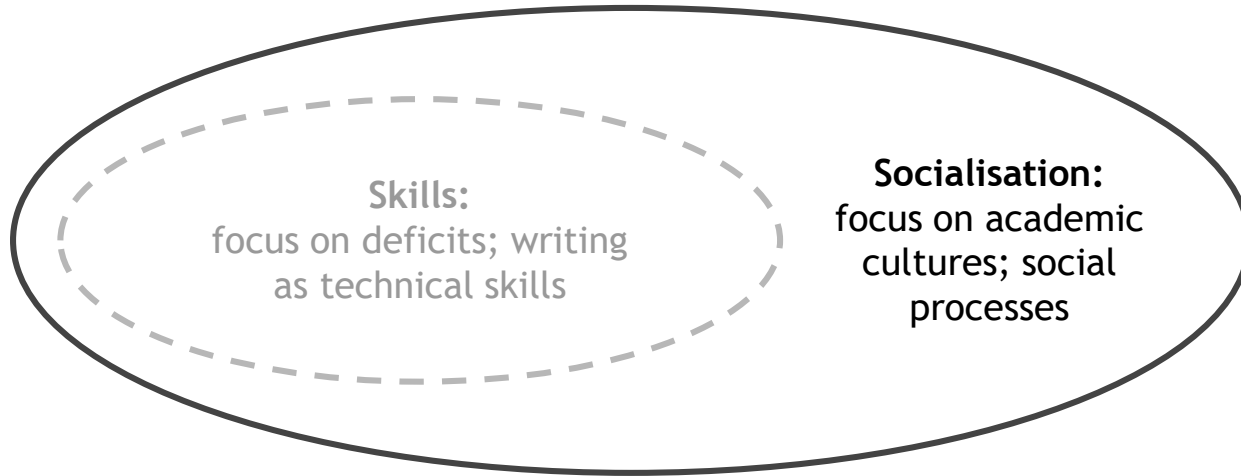 Skills:
focus on deficits; writing
as technical skills
Socialisation:
focus on academic
cultures; social
processes